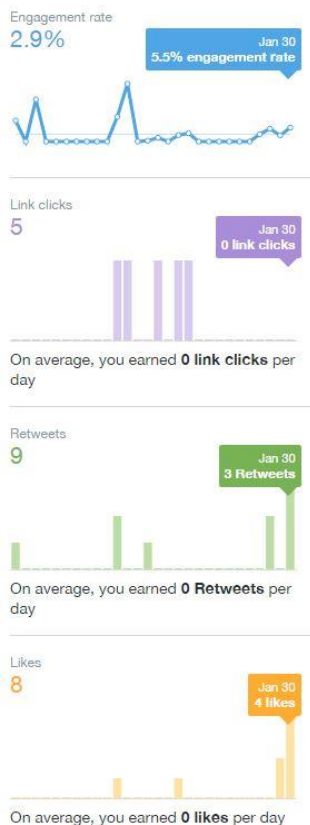 Engagement rate
2.9%
Jan 30
5.5% engagement rate
Link clicks
5
Jan 30
0 link clicks
On average, you earned 0 link clicks per
day
Retweets
9
Jan 30
3 Retweets
On average, you earned 0 Retweets per
day
Likes
8
Jan 30
4 likes
On average, you earned 0 likes per day